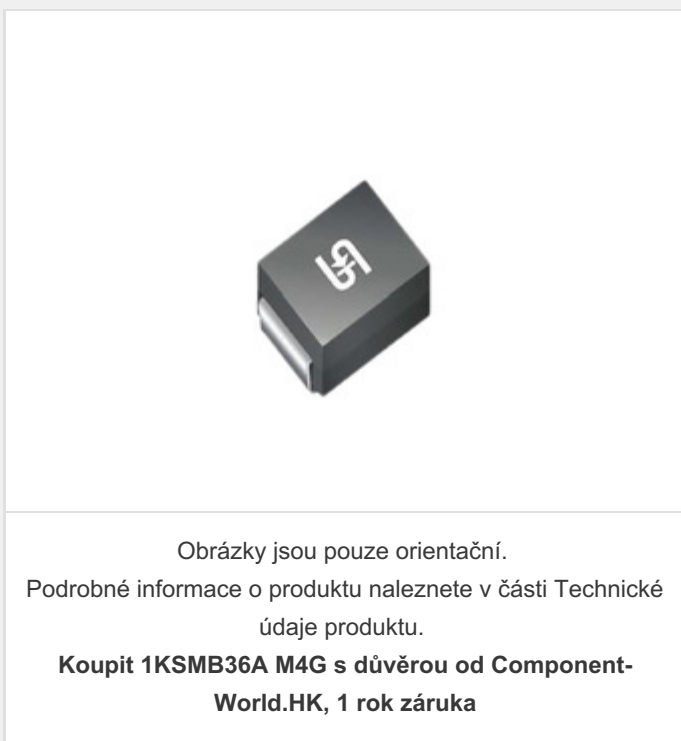 Obrázky jsou pouze orientační.
Podrobné informace o produktu naleznete v části Technické
údaje produktu.
Koupit 1KSMB36A M4G s důvěrou od Component-
World.HK, 1 rok záruka